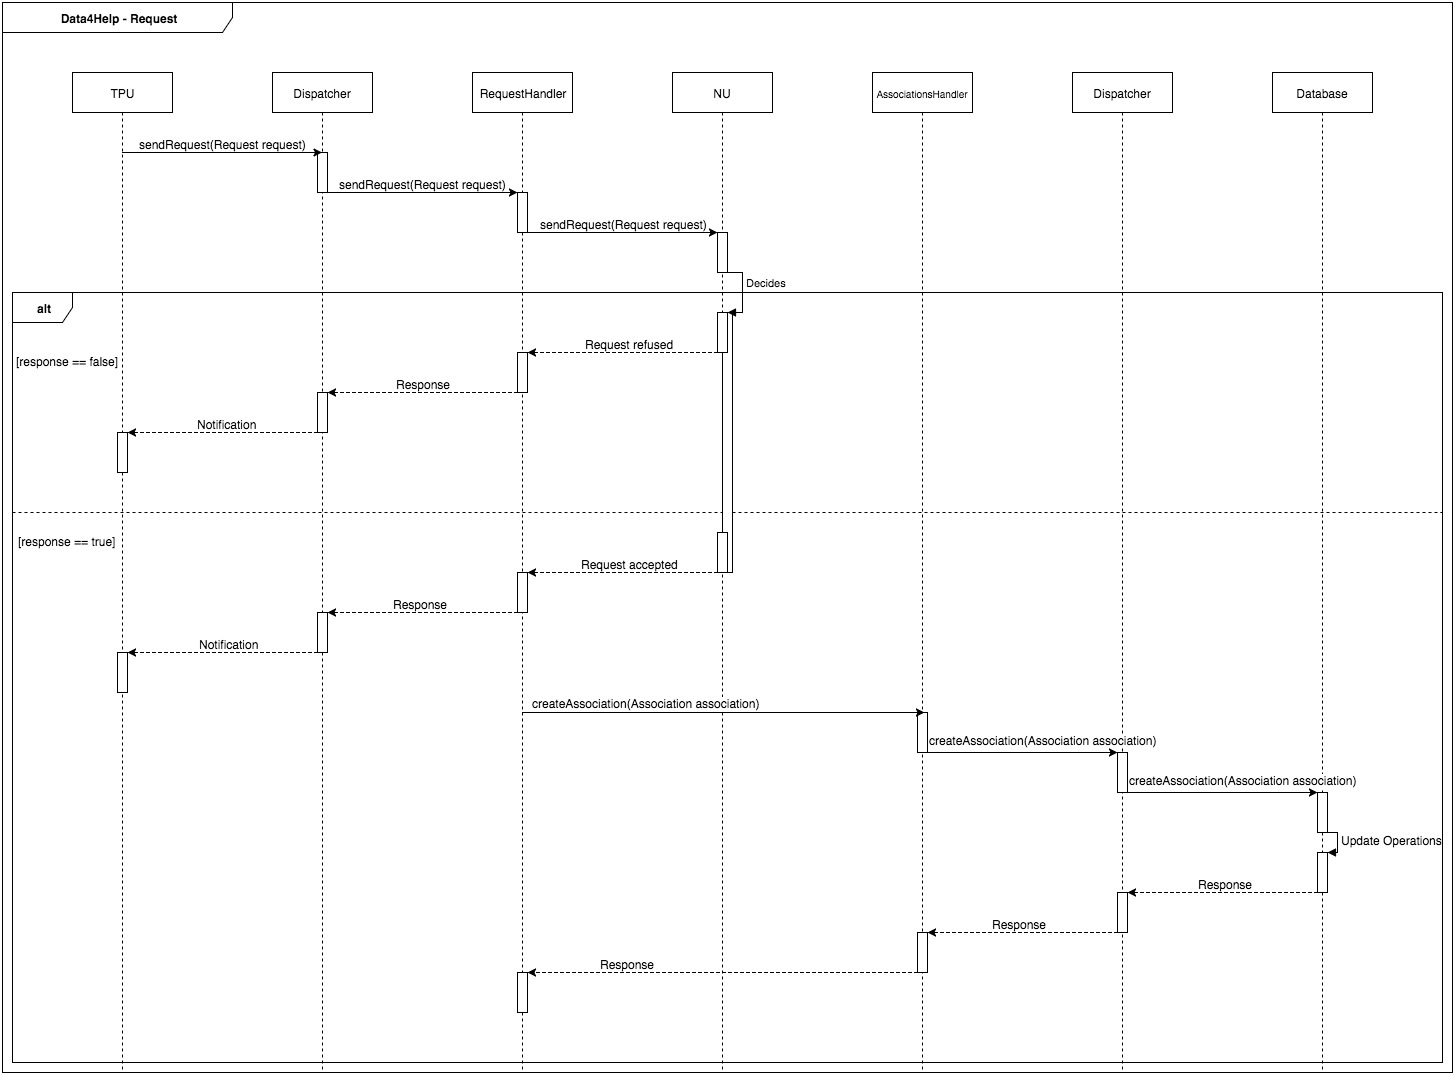 Data4Help - Request
TPU
Dispatcher
RequestHandler
NU
AssociationsHandler
Dispatcher
Database
sendRequest(Request request)
sendRequest(Request request)
sendRequest(Request request)
Decides
alt
Request refused
[response == false]
Response
Notification
[response == true]
Request accepted
Response
Notification
createAssociation(Association association)
createAssociation(Association association)
createAssociation(Association association)
Update Operations
Response
Response
Response